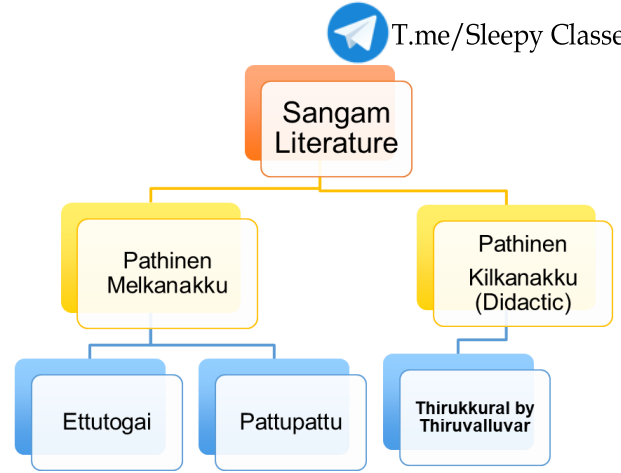 T.me/Sleepy Classe
Sangam
Literature
Pathinen
Melkanakku
Pathinen
Kilkanakku
(Didactic)
Ettutogai
Pattupattu
Thirukkural by
Thiruvalluvar